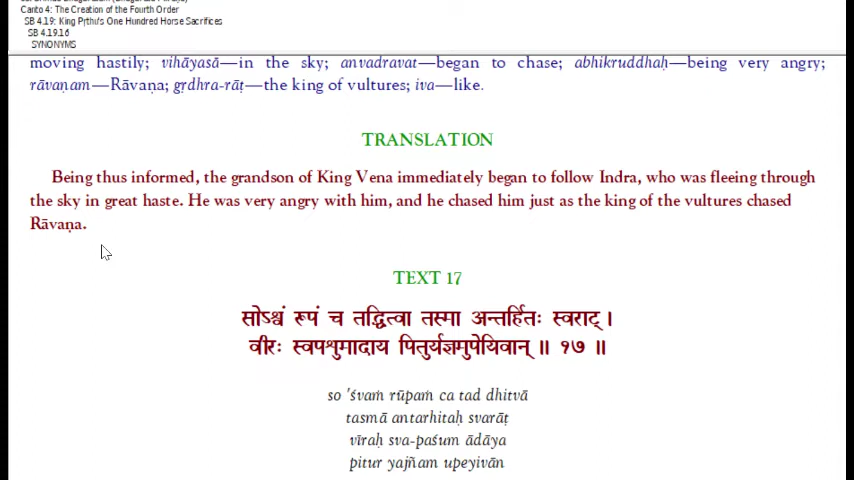 Canto 4: The Creation of the Fourth Order
SB 4.19: King Pṛthu's One Hundred Horse Sacrifices
SB 4.19.16
SYNONYMS
moving hastily; vihāyasā—in the sky; anvadravat—began to chase; abhikruddhaḥ—being very angry;
rāvaṇam—Rāvaṇa; gṛdhra-rāṭ—the king of vultures; iva—like.
TRANSLATION
Being thus informed, the grandson of King Vena immediately began to follow Indra, who was fleeing through
the sky in great haste. He was very angry with him, and he chased him just as the king of the vultures chased
Rāvaṇa.
TEXT 17
सोऽश्वं रूपं च तद्धित्वा तस्मा अन्तर्हितः स्वराट् ।
वीरः स्वपशुमादाय पितुर्यज्ञमुपेयिवान् ॥ १७ ॥
so 'śvaṁ rūpaṁ ca tad dhitvā
tasmā antarhitaḥ svarāṭ
vīraḥ sva-paśum ādāya
pitur yajñam upeyivān